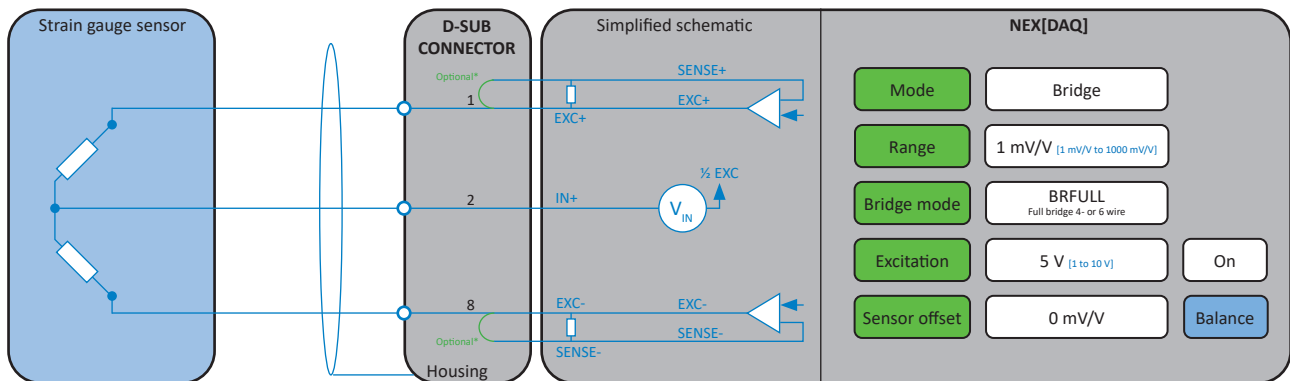 Strain gauge sensor
D-SUB
CONNECTOR
Simplified schematic
NEX[DAQ]
Optional*
SENSE+
1
EXC+
EXC+
2
IN+
½ EXC
VIN
8
EXC-
EXC-
Optional*
SENSE-
SENSE-
Housing
Mode
Bridge
Range
1 mV/V [1 mV/V to 1000 mV/V]
Bridge mode
BRFULL
Full bridge 4- or 6 wire
Excitation
5 V [1 to 10 V]
On
Sensor offset
0 mV/V
Balance